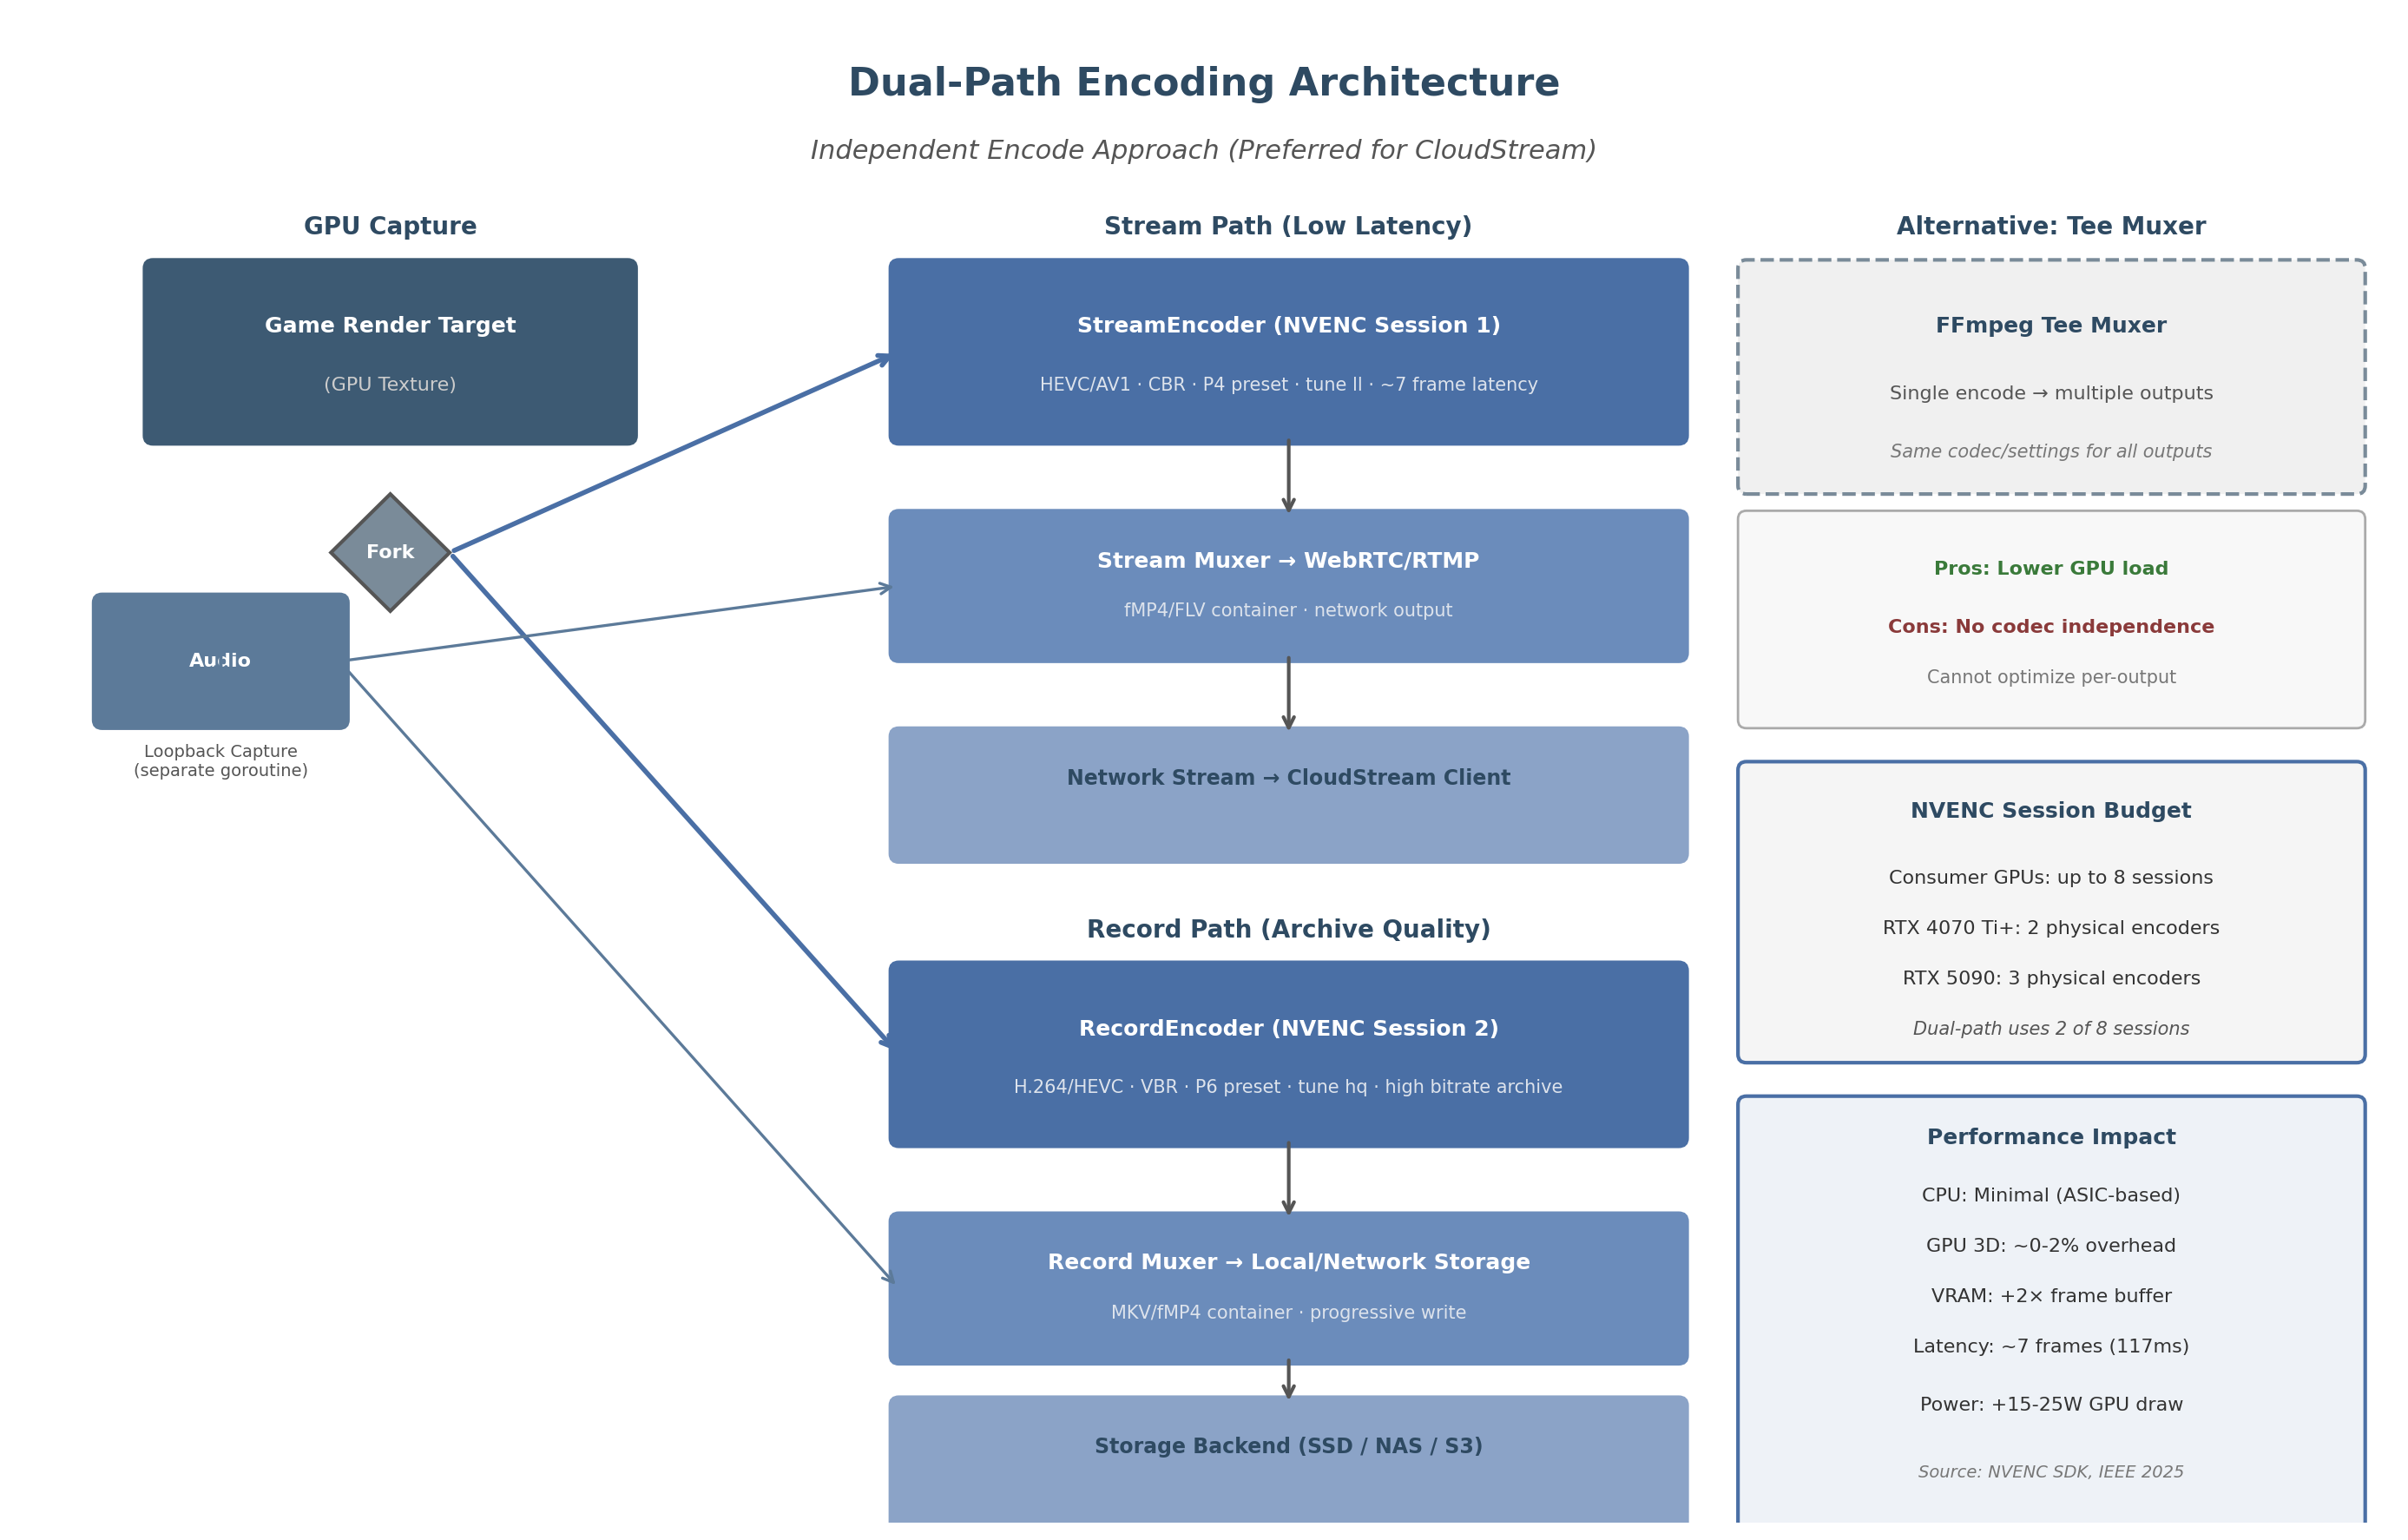 Dual-Path Encoding Architecture
Independent Encode Approach (Preferred for CloudStream)
GPU Capture
Game Render Target
(GPU Texture)
Fork
Audio
Loopback Capture
(separate goroutine)
Stream Path (Low Latency)
StreamEncoder (NVENC Session 1)
HEVC/AV1 · CBR · P4 preset · tune ll · ~7 frame latency
Stream Muxer → WebRTC/RTMP
fMP4/FLV container · network output
Network Stream → CloudStream Client
Record Path (Archive Quality)
RecordEncoder (NVENC Session 2)
H.264/HEVC · VBR · P6 preset · tune hq · high bitrate archive
Record Muxer → Local/Network Storage
MKV/fMP4 container · progressive write
Storage Backend (SSD / NAS / S3)
Alternative: Tee Muxer
FFmpeg Tee Muxer
Single encode → multiple outputs
Same codec/settings for all outputs
Pros: Lower GPU load
Cons: No codec independence
Cannot optimize per-output
NVENC Session Budget
Consumer GPUs: up to 8 sessions
RTX 4070 Ti+: 2 physical encoders
RTX 5090: 3 physical encoders
Dual-path uses 2 of 8 sessions
Performance Impact
CPU: Minimal (ASIC-based)
GPU 3D: ~0-2% overhead
VRAM: +2× frame buffer
Latency: ~7 frames (117ms)
Power: +15-25W GPU draw
Source: NVENC SDK, IEEE 2025